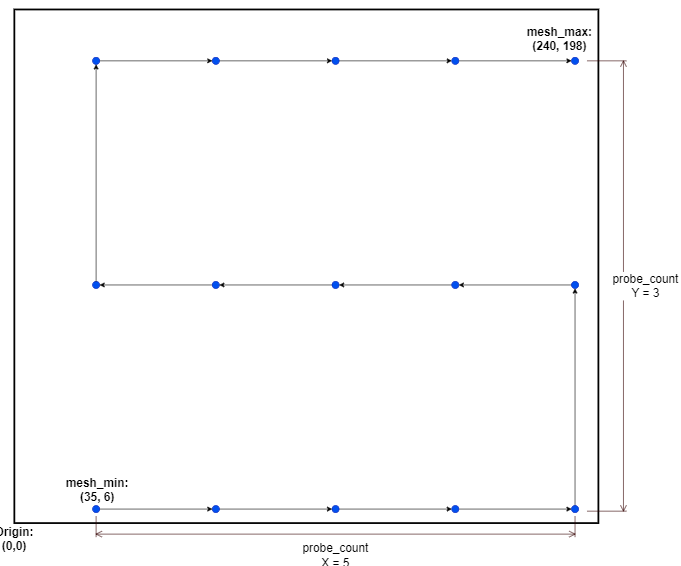 mesh_max:
(240, 198)
probe_count
Y = 3
mesh_min:
(35, 6)
Origin:
(0,0)
probe_count
X = 5